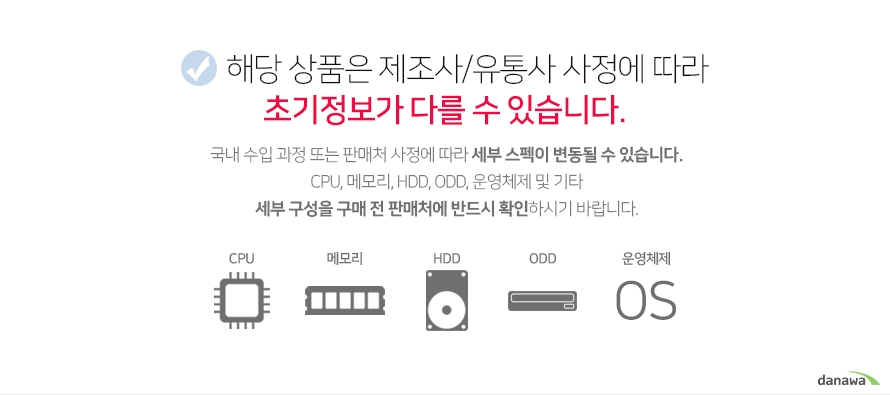 해당 상품은 제조사/유통사 사정에 따라
초기정보가 다를 수 있습니다.
국내 수입 과정 또는 판매처 사정에 따라 세부 스펙이 변동될 수 있습니다.
CPU, 메모리, HDD, ODD, 운영체제 및 기타
세부 구성을 구매 전 판매처에 반드시 확인하시기 바랍니다.
CPU 메모리 HDD ODD 운영체제
OS
danawa